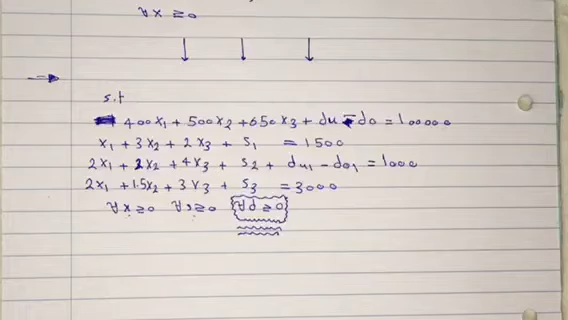 ∀x ≥ 0
s.t
400x₁ + 500x₂ + 650x₃ + du - do = 100000
x₁ + 3x₂ + 2x₃ + s₁ = 1500
2x₁ + 2x₂ + 4x₃ + s₂ + du₁ - do₁ = 1000
2x₁ + 1.5x₂ + 3x₃ + s₃ = 3000
∀x ≥ 0 ∀s ≥ 0 ∀d ≥ 0